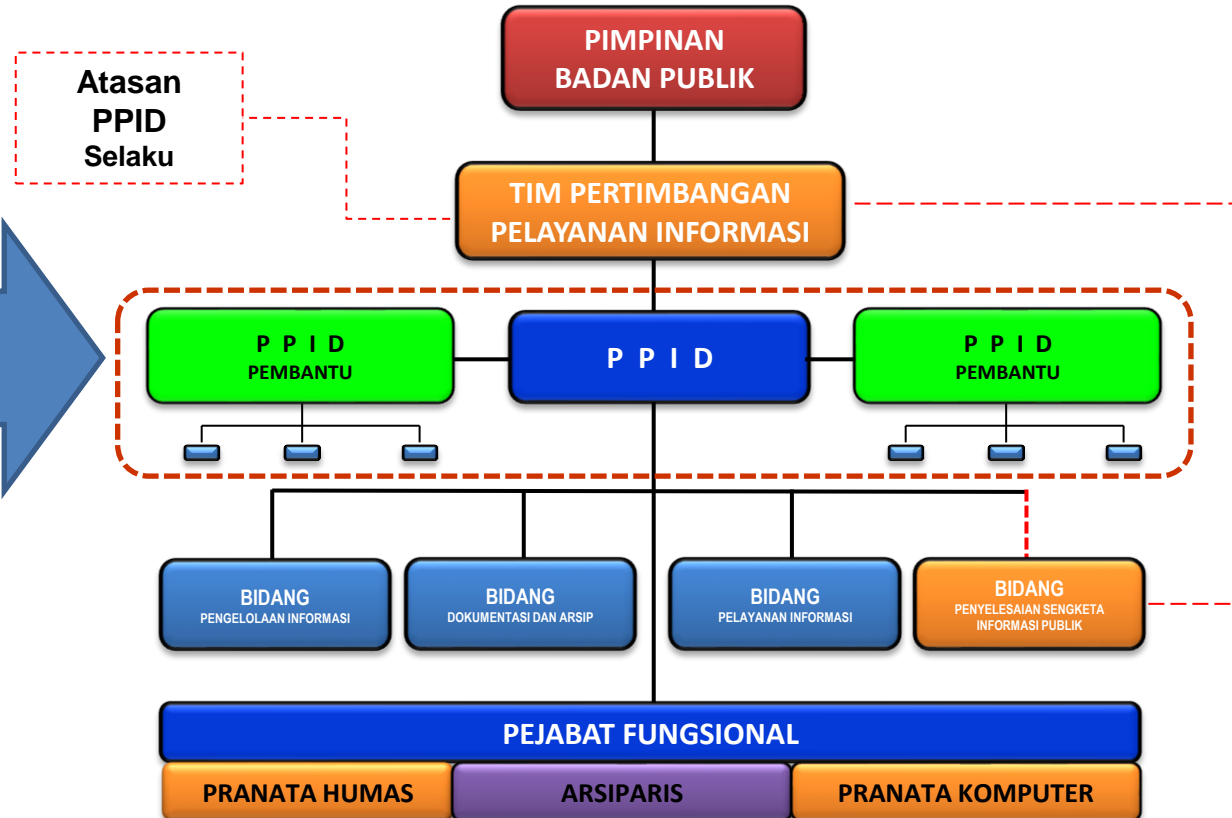 PIMPINAN
BADAN PUBLIK
Atasan
PPID
Selaku
TIM PERTIMBANGAN
PELAYANAN INFORMASI
P P I D
PEMBANTU
P P I D
P P I D
PEMBANTU
BIDANG
PENGELOLAAN INFORMASI
BIDANG
DOKUMENTASI DAN ARSIP
BIDANG
PELAYANAN INFORMASI
BIDANG
PENYELESAIAN SENGKETA
INFORMASI PUBLIK
PEJABAT FUNGSIONAL
PRANATA HUMAS
ARSIPARIS
PRANATA KOMPUTER